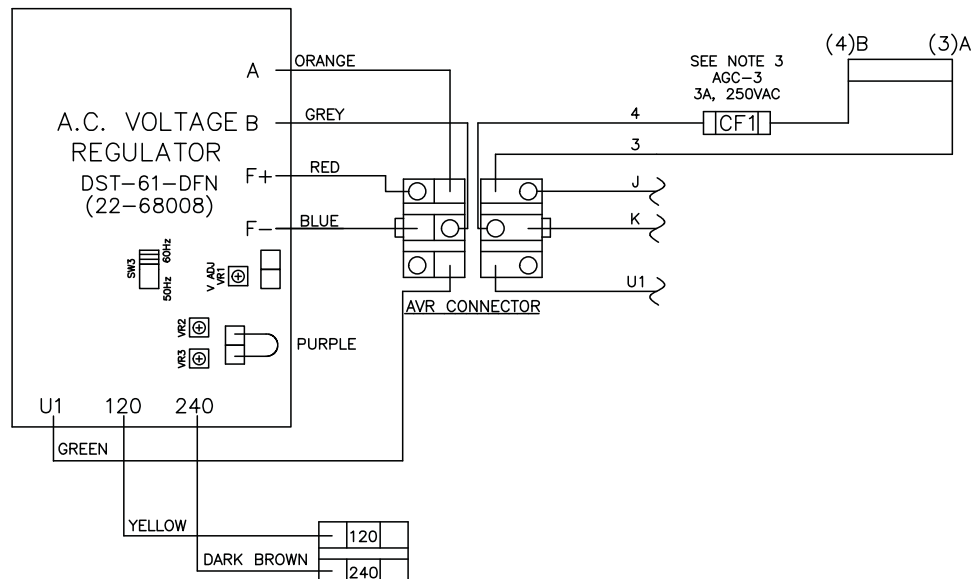 (4)B
(3)A
SEE NOTE 3
AGC-3
3A, 250VAC
A
ORANGE
B
GREY
4
CF1
A.C. VOLTAGE
REGULATOR
DST-61-DFN
(22-68008)
3
F+
RED
J
F-
BLUE
K
SW3
60Hz
50Hz
V ADJ
VR1
U1
AVR CONNECTOR
VR2
VR3
PURPLE
U1
120
240
GREEN
YELLOW
120
DARK BROWN
240